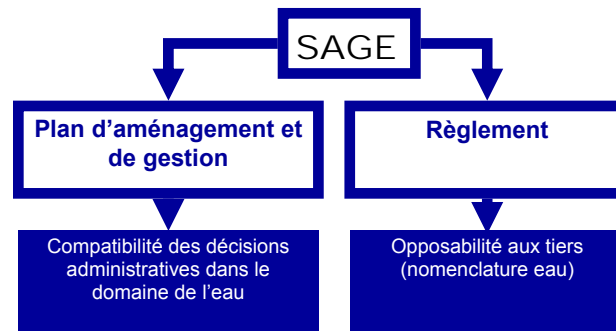 SAGE
Plan d’aménagement et
de gestion
Règlement
Compatibilité des décisions
administratives dans le
domaine de l’eau
Opposabilité aux tiers
(nomenclature eau)